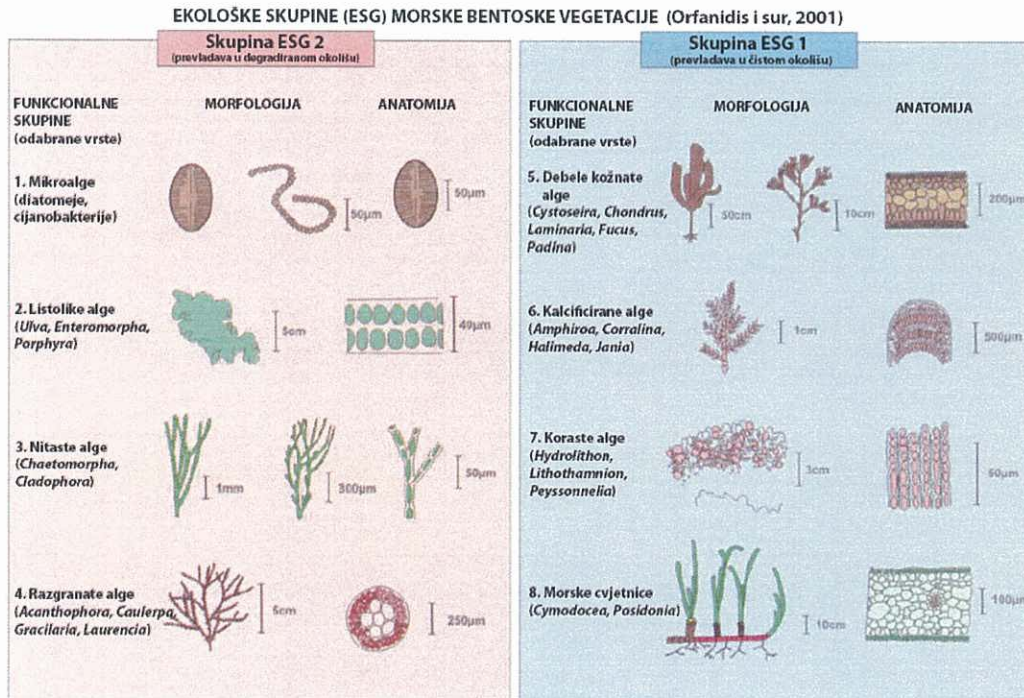 EKOLOŠKE SKUPINE (ESG) MORSKE BENTOSKE VEGETACIJE (Orfanidis i sur, 2001)
Skupina ESG 2
(prevladava u degradiranom okolišu)
FUNKCIONALNE
SKUPINE
(odabrane vrste)
MORFOLOGIJA
ANATOMIJA
1. Mikroalge
(diatomeje,
cijanobakterije)
50µm
50µm
2. Listolike alge
(Ulva, Enteromorpha,
Porphyra)
5cm
40µm
3. Nitaste alge
(Chaetomorpha,
Cladophora)
1mm
300µm
50µm
4. Razgranate alge
(Acanthophora, Caulerpa,
Gracilaria, Laurencia)
5cm
250µm
Skupina ESG 1
(prevladava u čistom okolišu)
FUNKCIONALNE
SKUPINE
(odabrane vrste)
MORFOLOGIJA
ANATOMIJA
5. Debele kožnate
alge
(Cystoseira, Chondrus,
Laminaria, Fucus,
Padina)
50cm
10cm
200µm
6. Kalcificirane alge
(Amphiroa, Corralina,
Halimeda, Jania)
1cm
500µm
7. Koraste alge
(Hydrolithon,
Lithothamnion,
Peyssonnelia)
3cm
60µm
8. Morske cvjetnice
(Cymodocea, Posidonia)
10cm
100µm